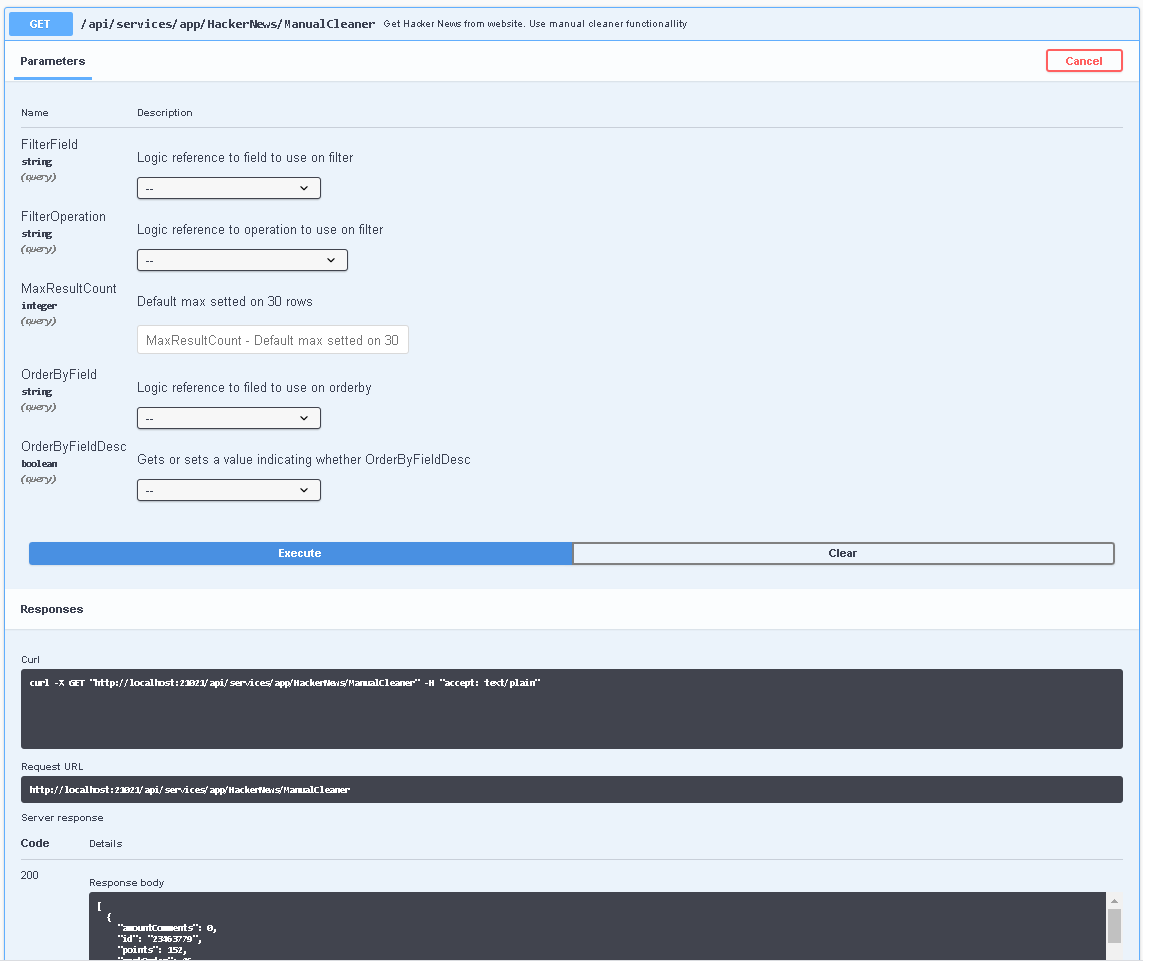 GET /api/services/app/HackerNews/ManualCleaner Get Hacker News from website. Use manual cleaner functionallity
Parameters Cancel
Name Description
FilterField
string
(query)
Logic reference to field to use on filter
--
FilterOperation
string
(query)
Logic reference to operation to use on filter
--
MaxResultCount
integer
(query)
Default max setted on 30 rows
MaxResultCount - Default max setted on 30
OrderByField
string
(query)
Logic reference to filed to use on orderby
--
OrderByFieldDesc
boolean
(query)
Gets or sets a value indicating whether OrderByFieldDesc
--
Execute Clear
Responses
Curl
curl -X GET "http://localhost:21021/api/services/app/HackerNews/ManualCleaner" -H "accept: text/plain"
Request URL
http://localhost:21021/api/services/app/HackerNews/ManualCleaner
Server response
Code Details
200
Response body
[
{
"amountComments": 0,
"id": "23463779",
"points": 152,